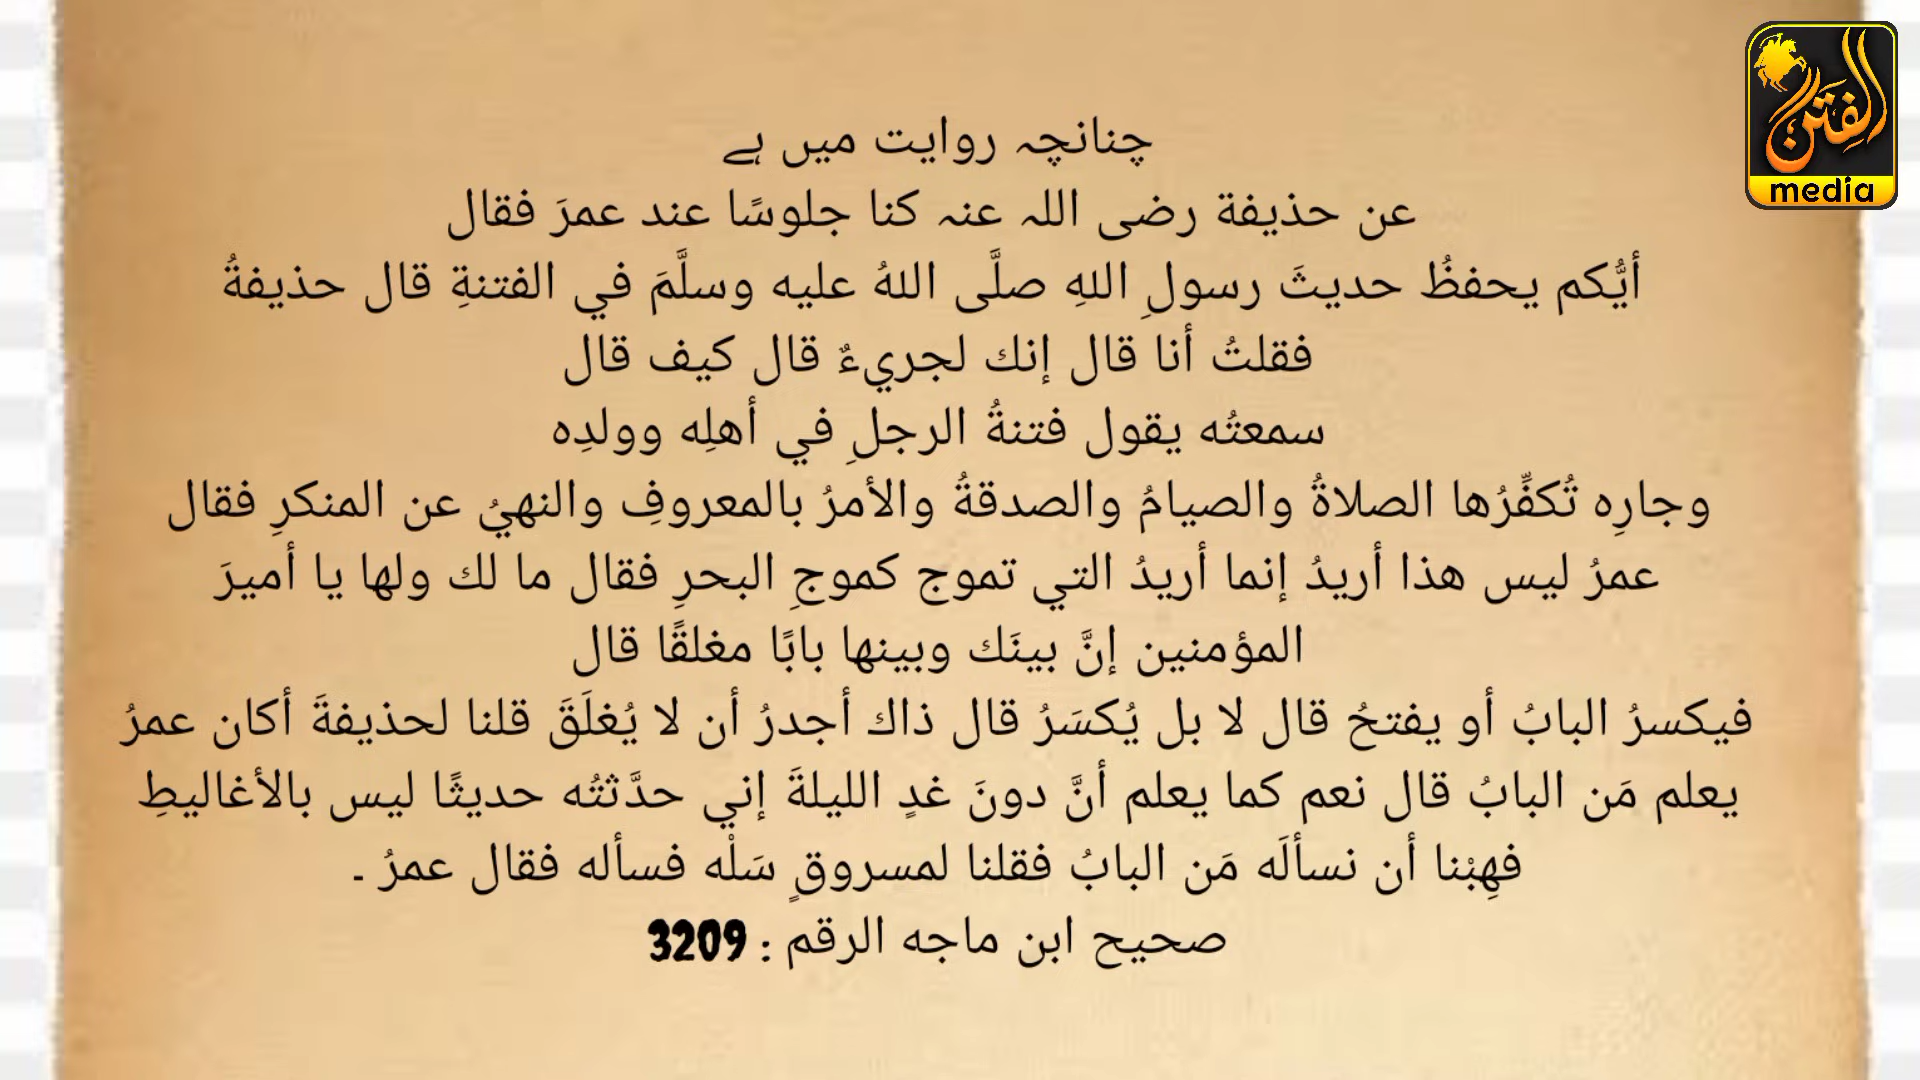 الفتن
media
چنانچہ روایت میں ہے
عن حذيفة رضی اللہ عنہ كنا جلوسًا عند عمرَ فقال
أيُّكم يحفظُ حديثَ رسولِ اللهِ صلَّى اللهُ عليه وسلَّمَ في الفتنةِ قال حذيفةُ
فقلتُ أنا قال إنك لجريءٌ قال كيف قال
سمعتُه يقول فتنةُ الرجلِ في أهلِه وولدِه
وجارِه تُكفِّرُها الصلاةُ والصيامُ والصدقةُ والأمرُ بالمعروفِ والنهيُ عن المنكرِ فقال
عمرُ ليس هذا أريدُ إنما أريدُ التي تموج كموجِ البحرِ فقال ما لك ولها يا أميرَ
المؤمنين إنَّ بينَك وبينها بابًا مغلقًا قال
فيكسرُ البابُ أو يفتحُ قال لا بل يُكسَرُ قال ذاك أجدرُ أن لا يُغلَقَ قلنا لحذيفةَ أكان عمرُ
يعلم مَن البابُ قال نعم كما يعلم أنَّ دونَ غدٍ الليلةَ إني حدَّثتُه حديثًا ليس بالأغاليطِ
فهِبْنا أن نسألَه مَن البابُ فقلنا لمسروقٍ سَلْه فسأله فقال عمرُ ۔
صحيح ابن ماجه الرقم : 3209